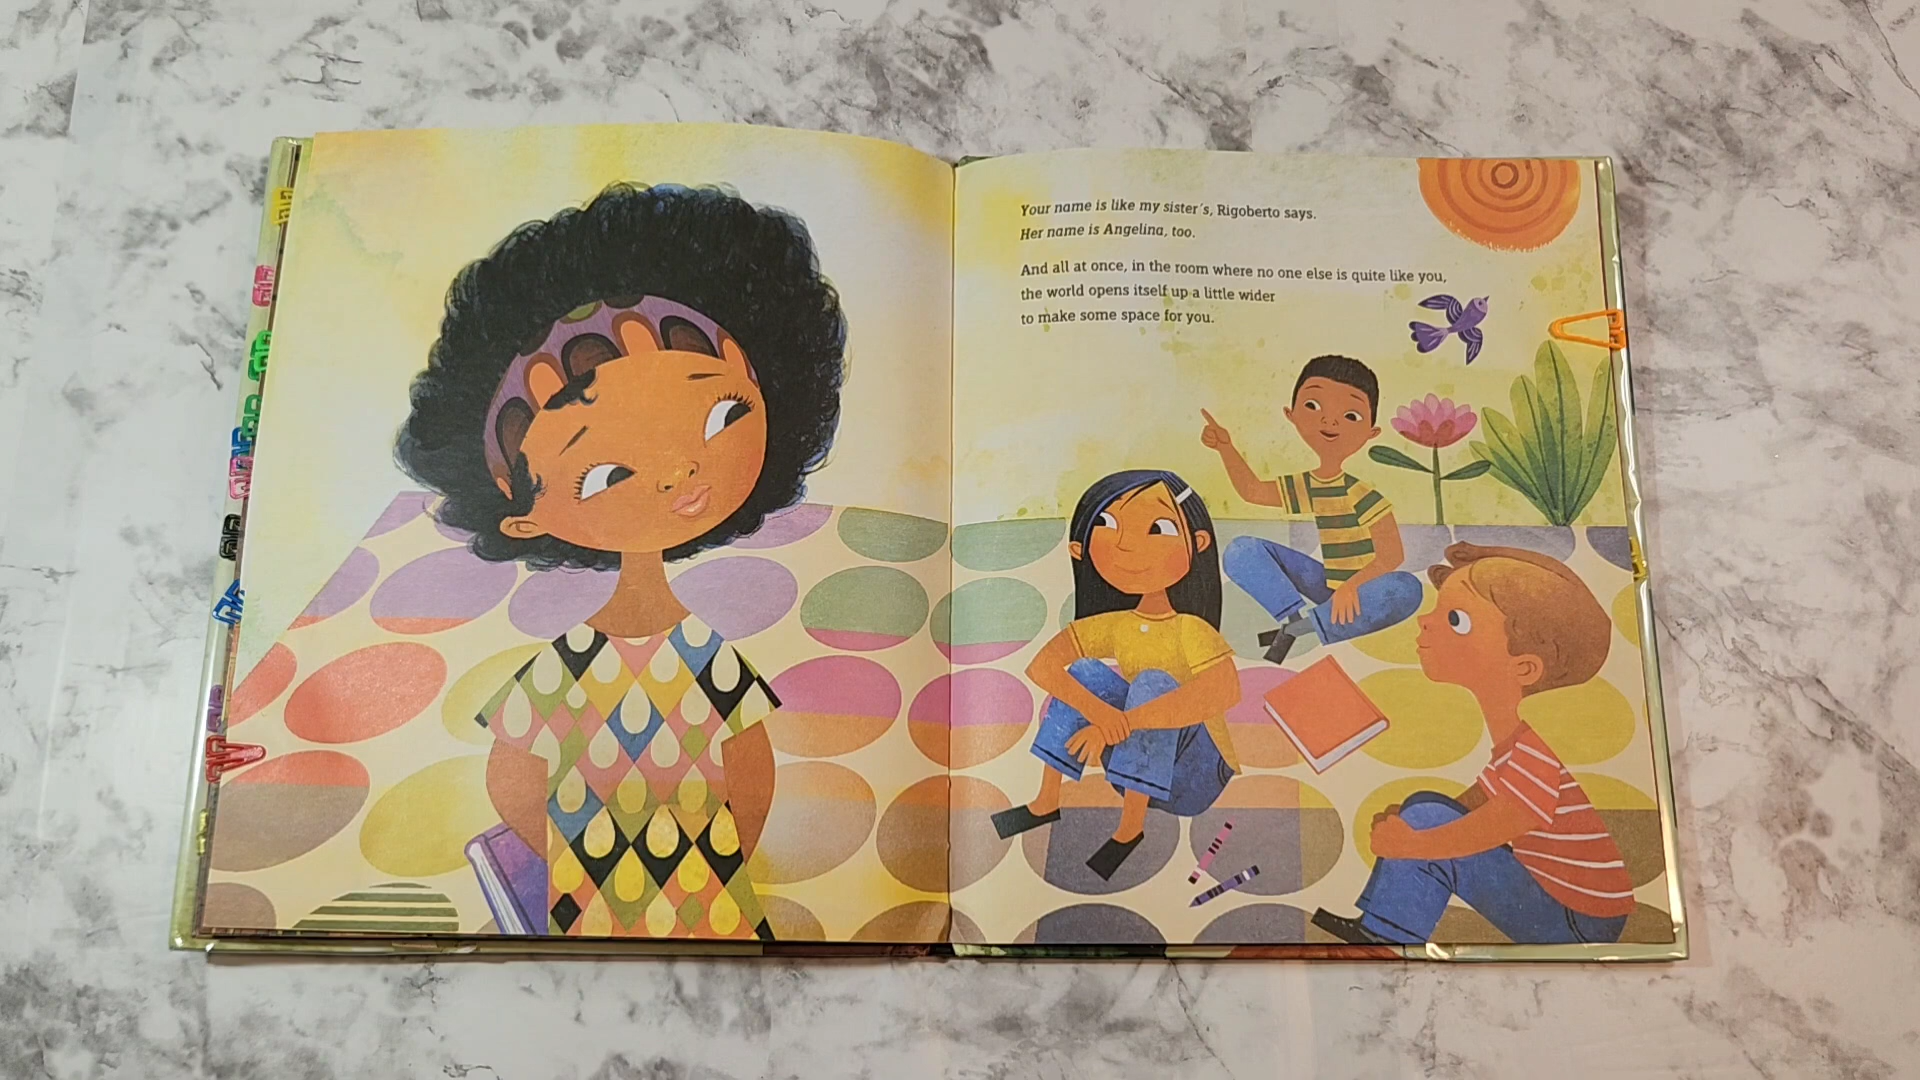 Your name is like my sister's, Rigoberto says.
Her name is Angelina, too.
And all at once, in the room where no one else is quite like you,
the world opens itself up a little wider
to make some space for you.